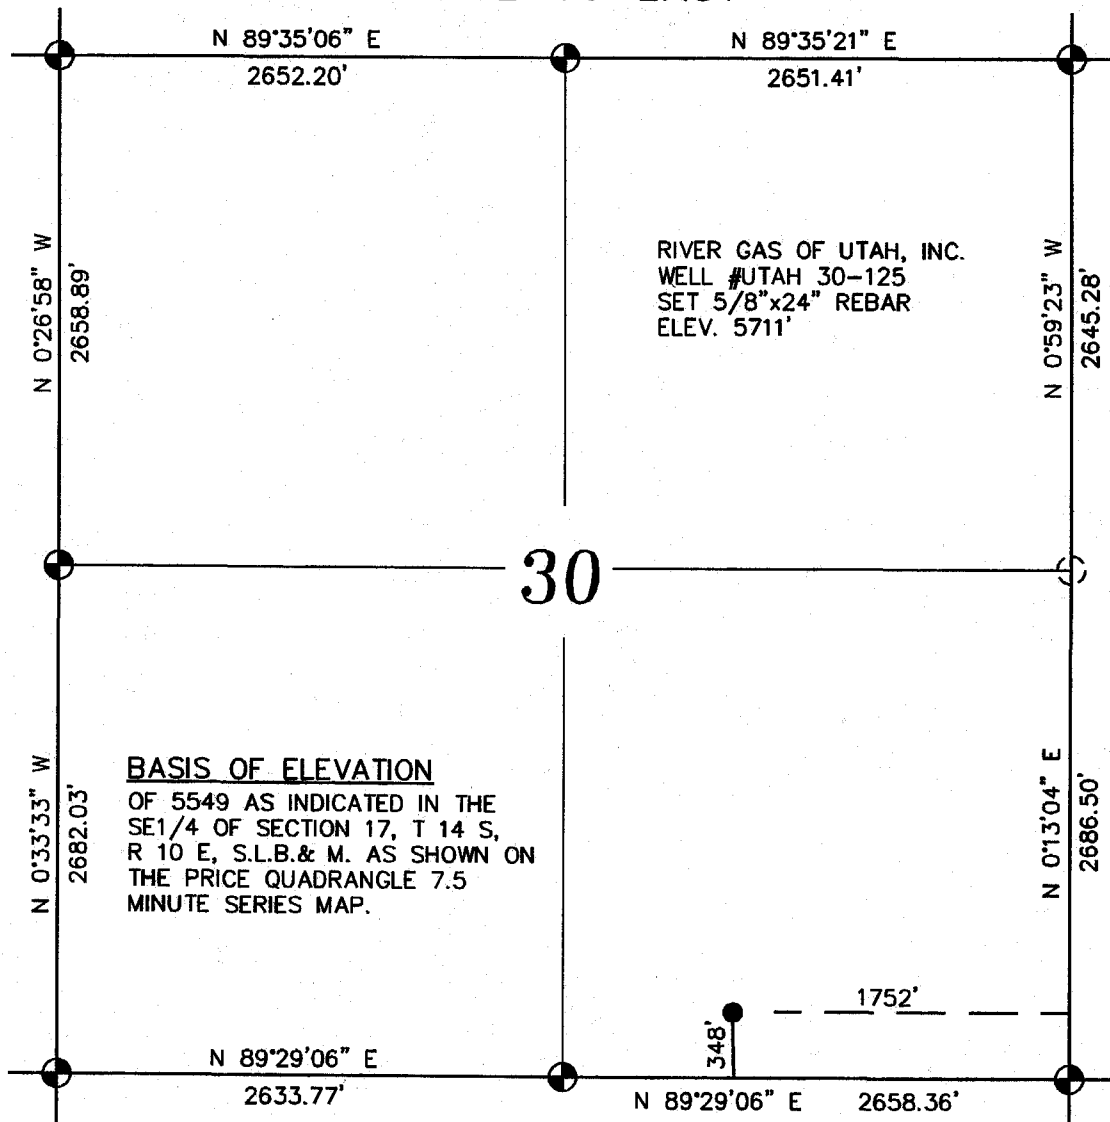 N 89°35'06" E
2652.20'
N 89°35'21" E
2651.41'
N 0°26'58" W
2658.89'
RIVER GAS OF UTAH, INC.
WELL #UTAH 30-125
SET 5/8"x24" REBAR
ELEV. 5711'
N 0°59'23" W
2645.28'
30
N 0°33'33" W
2682.03'
BASIS OF ELEVATION
OF 5549 AS INDICATED IN THE
SE1/4 OF SECTION 17, T 14 S,
R 10 E, S.L.B.& M. AS SHOWN ON
THE PRICE QUADRANGLE 7.5
MINUTE SERIES MAP.
N 0°13'04" E
2686.50'
1752'
348'
N 89°29'06" E
2633.77'
N 89°29'06" E 2658.36'